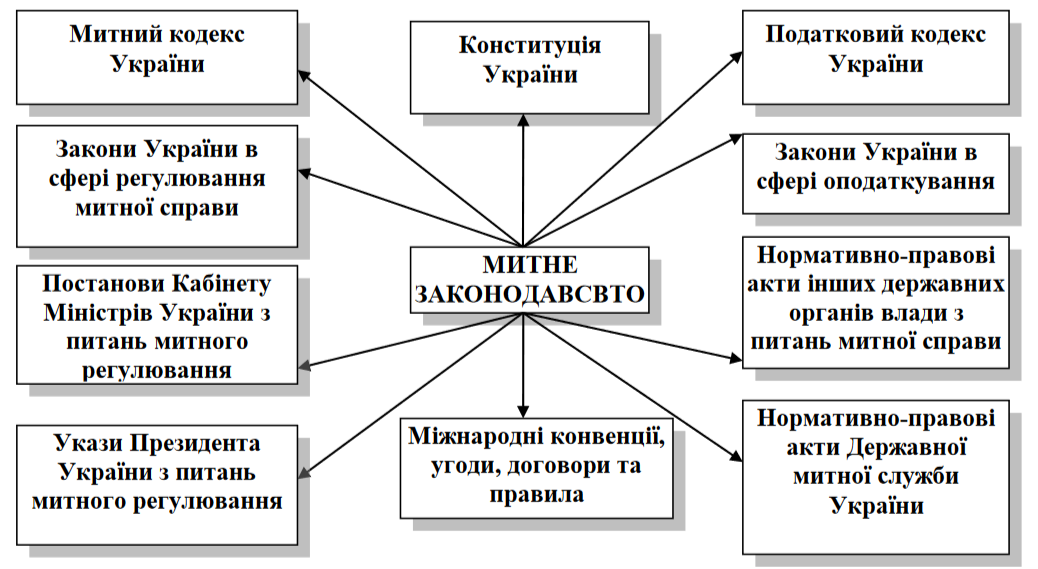 Митний кодекс
України
Конституція
України
Податковий кодекс
України
Закони України в
сфері регулювання
митної справи
Закони України в
сфері оподаткування
МИТНЕ
ЗАКОНОДАВСВТО
Постанови Кабінету
Міністрів України з
питань митного
регулювання
Нормативно-правові
акти інших державних
органів влади з
питань митної справи
Укази Президента
України з питань
митного регулювання
Міжнародні конвенції,
угоди, договори та
правила
Нормативно-правові
акти Державної
митної служби
України